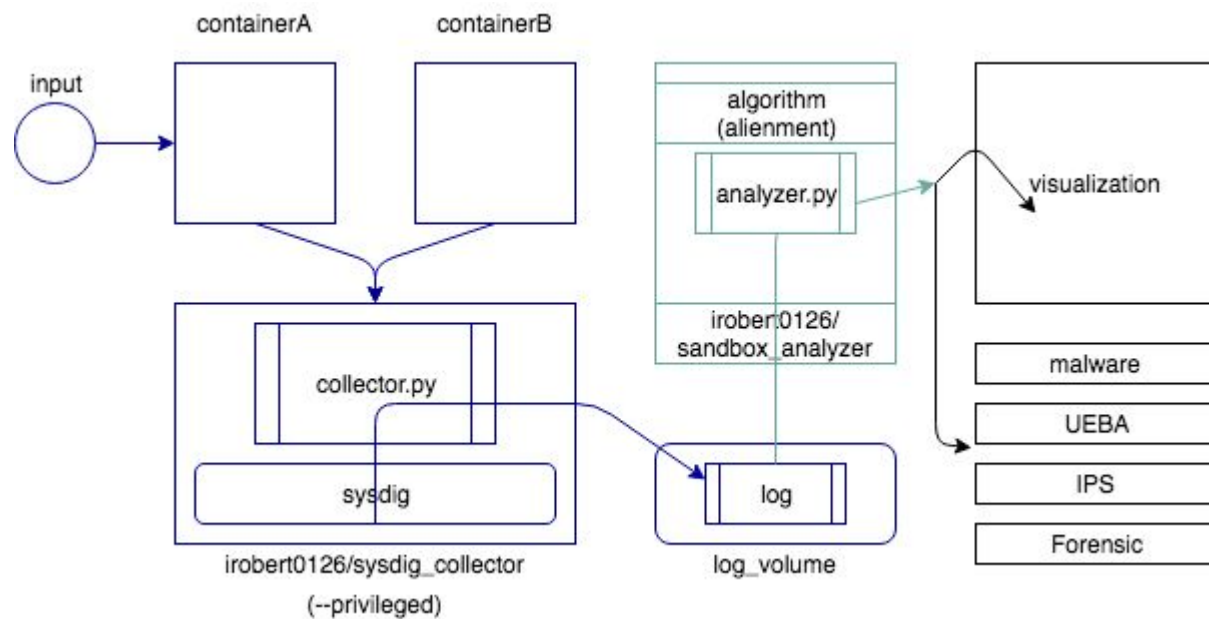 containerA
containerB
input
algorithm
(alienment)
analyzer.py
visualization
irobert0126/
sandbox_analyzer
collector.py
sysdig
log
malware
UEBA
IPS
Forensic
irobert0126/sysdig_collector
(--privileged)
log_volume